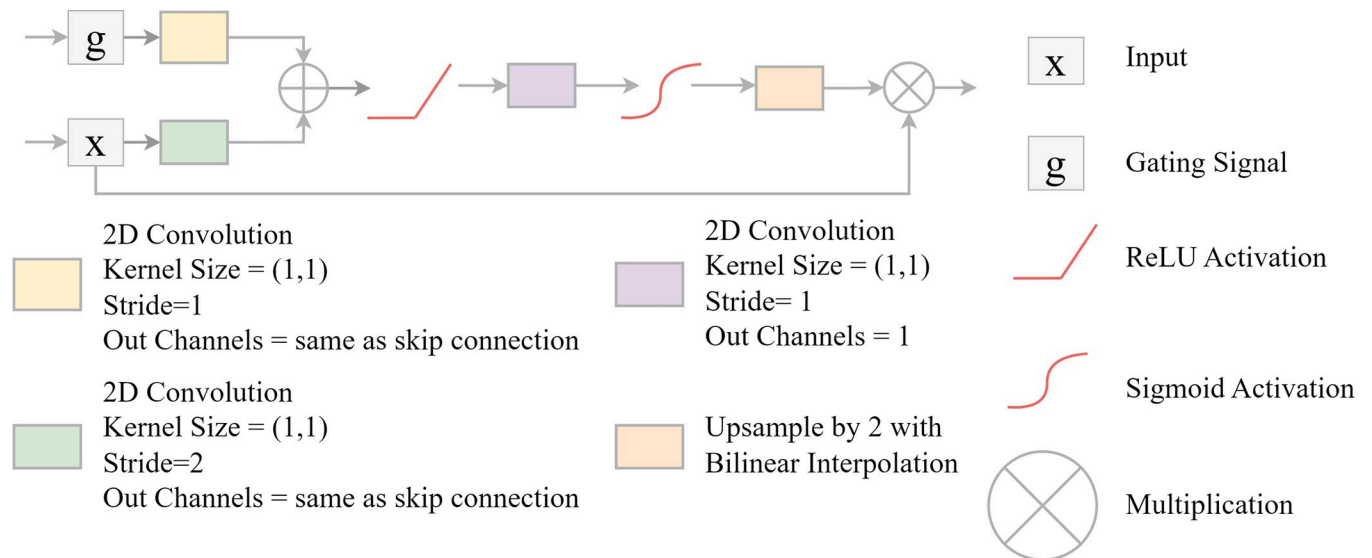 g
x
2D Convolution
Kernel Size = (1,1)
Stride=1
Out Channels = same as skip connection
2D Convolution
Kernel Size = (1,1)
Stride=2
Out Channels = same as skip connection
2D Convolution
Kernel Size = (1,1)
Stride= 1
Out Channels = 1
Upsample by 2 with
Bilinear Interpolation
x Input
g Gating Signal
ReLU Activation
Sigmoid Activation
Multiplication